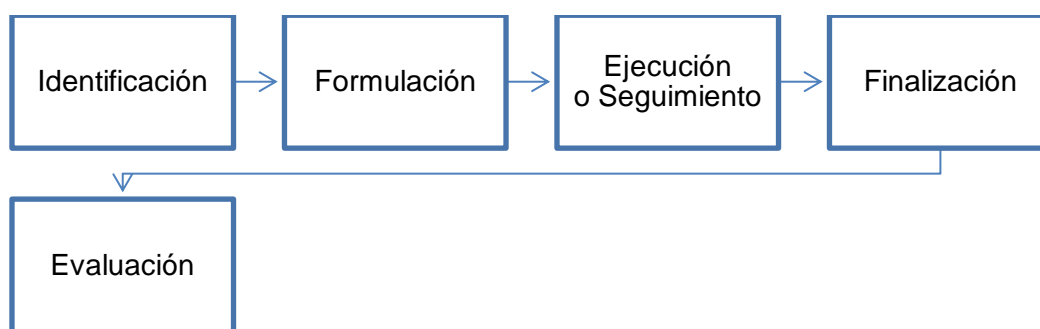 Identificación
Formulación
Ejecución
o Seguimiento
Finalización
Evaluación